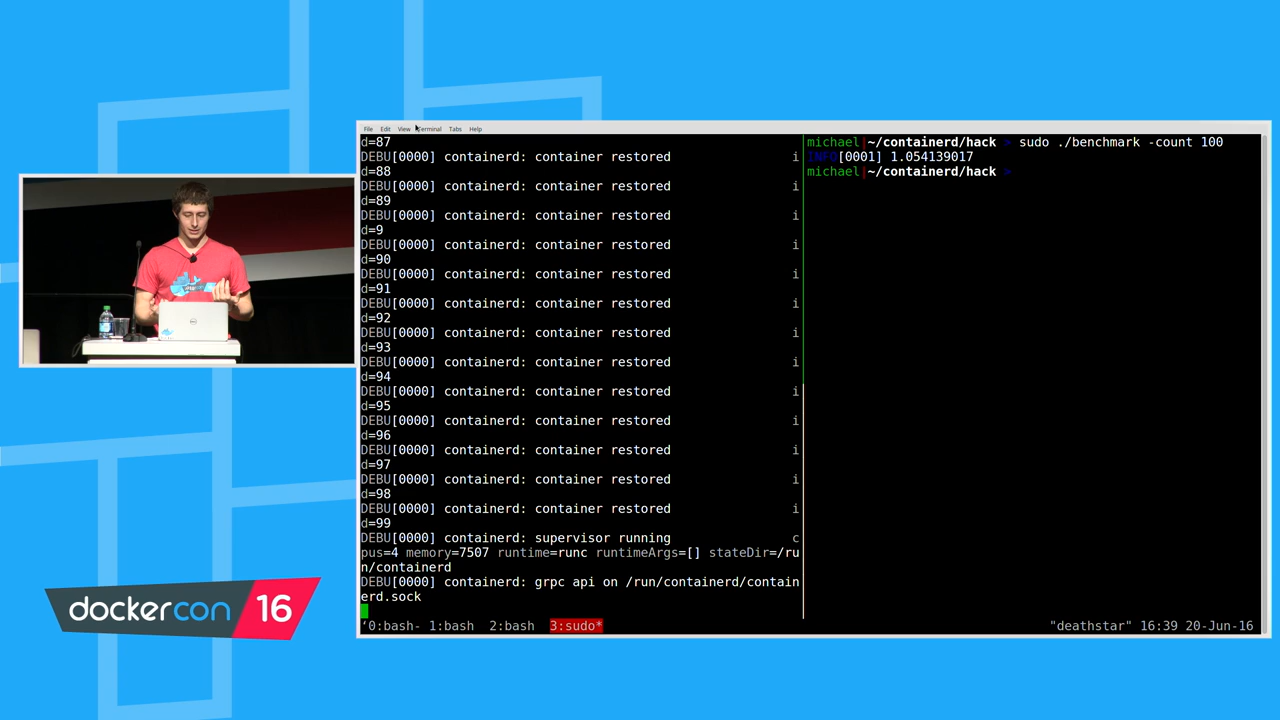 File Edit View Terminal Tabs Help
d=87
DEBU[0000] containerd: container restored i
d=88
DEBU[0000] containerd: container restored i
d=89
DEBU[0000] containerd: container restored i
d=9
DEBU[0000] containerd: container restored i
d=90
DEBU[0000] containerd: container restored i
d=91
DEBU[0000] containerd: container restored i
d=92
DEBU[0000] containerd: container restored i
d=93
DEBU[0000] containerd: container restored i
d=94
DEBU[0000] containerd: container restored i
d=95
DEBU[0000] containerd: container restored i
d=96
DEBU[0000] containerd: container restored i
d=97
DEBU[0000] containerd: container restored i
d=98
DEBU[0000] containerd: container restored i
d=99
DEBU[0000] containerd: supervisor running c
pus=4 memory=7507 runtime=runc runtimeArgs=[] stateDir=/ru
n/containerd
DEBU[0000] containerd: grpc api on /run/containerd/contain
erd.sock
michael|~/containerd/hack > sudo ./benchmark -count 100
INFO[0001] 1.054139017
michael|~/containerd/hack >
'0:bash- 1:bash 2:bash 3:sudo* "deathstar" 16:39 20-Jun-16
dockercon 16